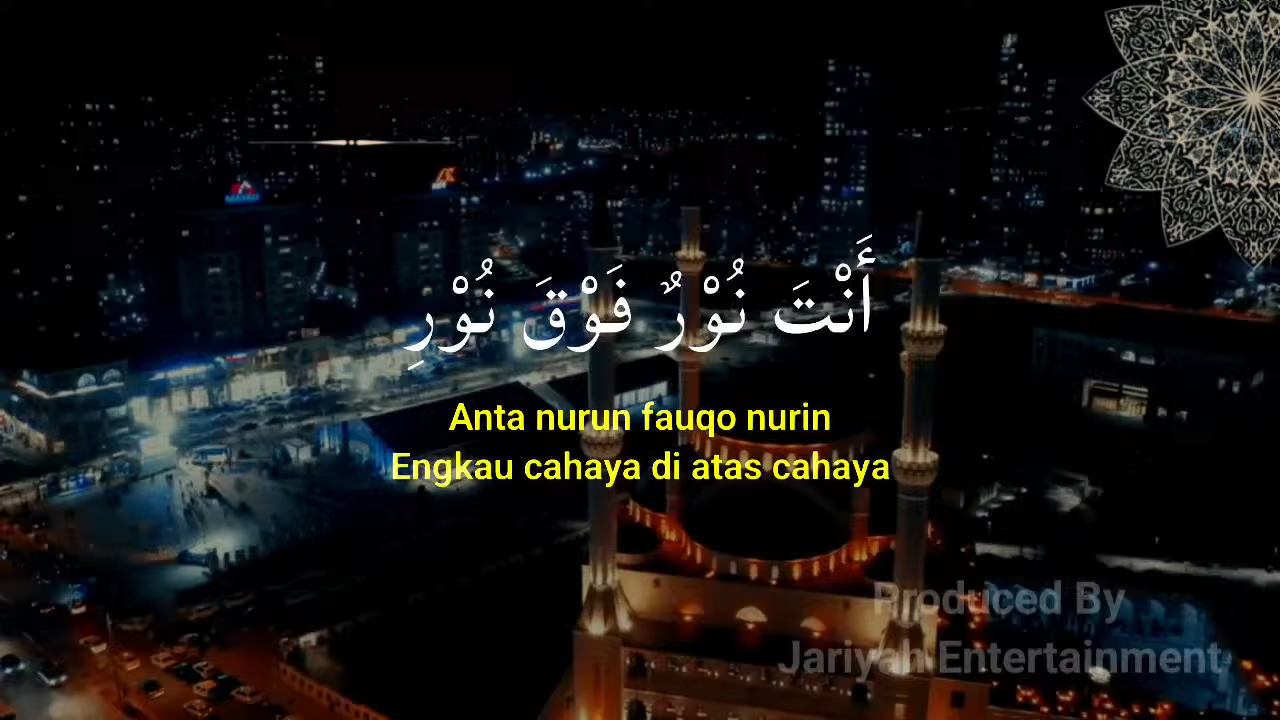 أَنْتَ نُوْرٌ فَوْقَ نُوْرِ
Anta nurun fauqo nurin
Engkau cahaya di atas cahaya
Produced By
Jariyah Entertainment